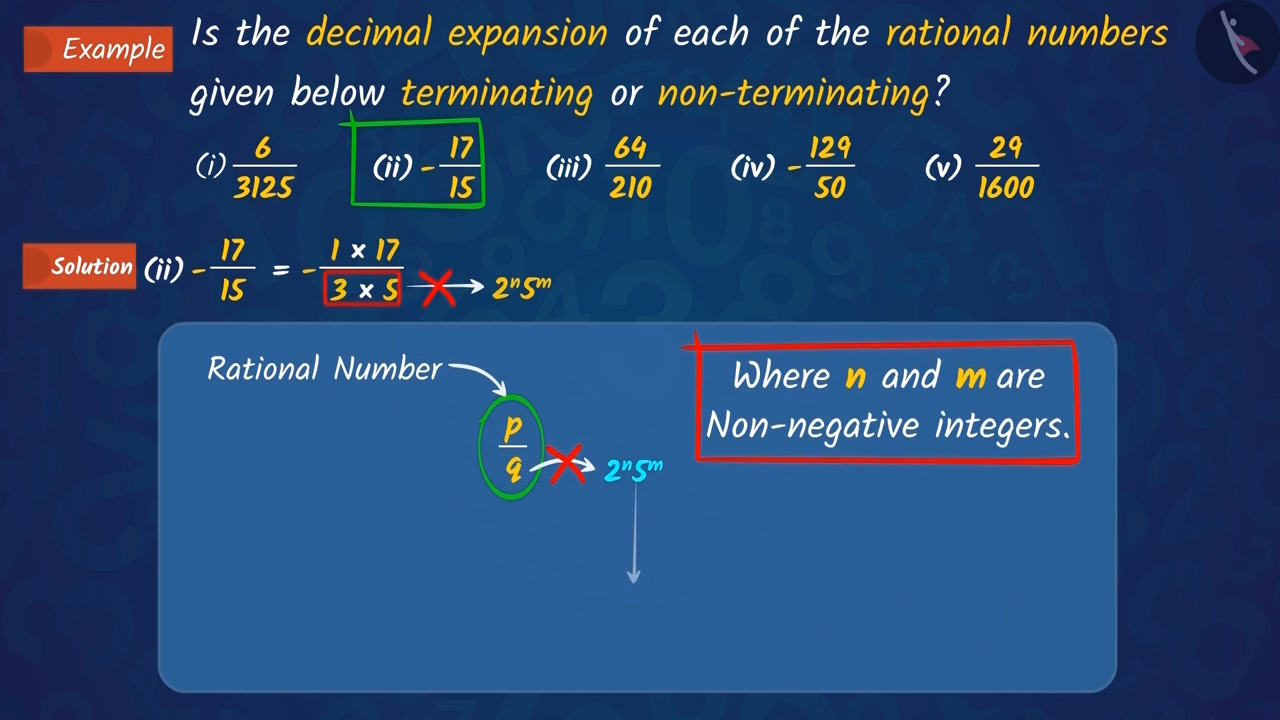 Example
Is the decimal expansion of each of the rational numbers
given below terminating or non-terminating?
(i) 6/3125 (ii) - 17/15 (iii) 64/210 (iv) - 129/50 (v) 29/1600
Solution (ii) - 17/15 = - 1 × 17/3 × 5 → 2ⁿ5ᵐ
Rational Number
p/q → 2ⁿ5ᵐ
Where n and m are
Non-negative integers.